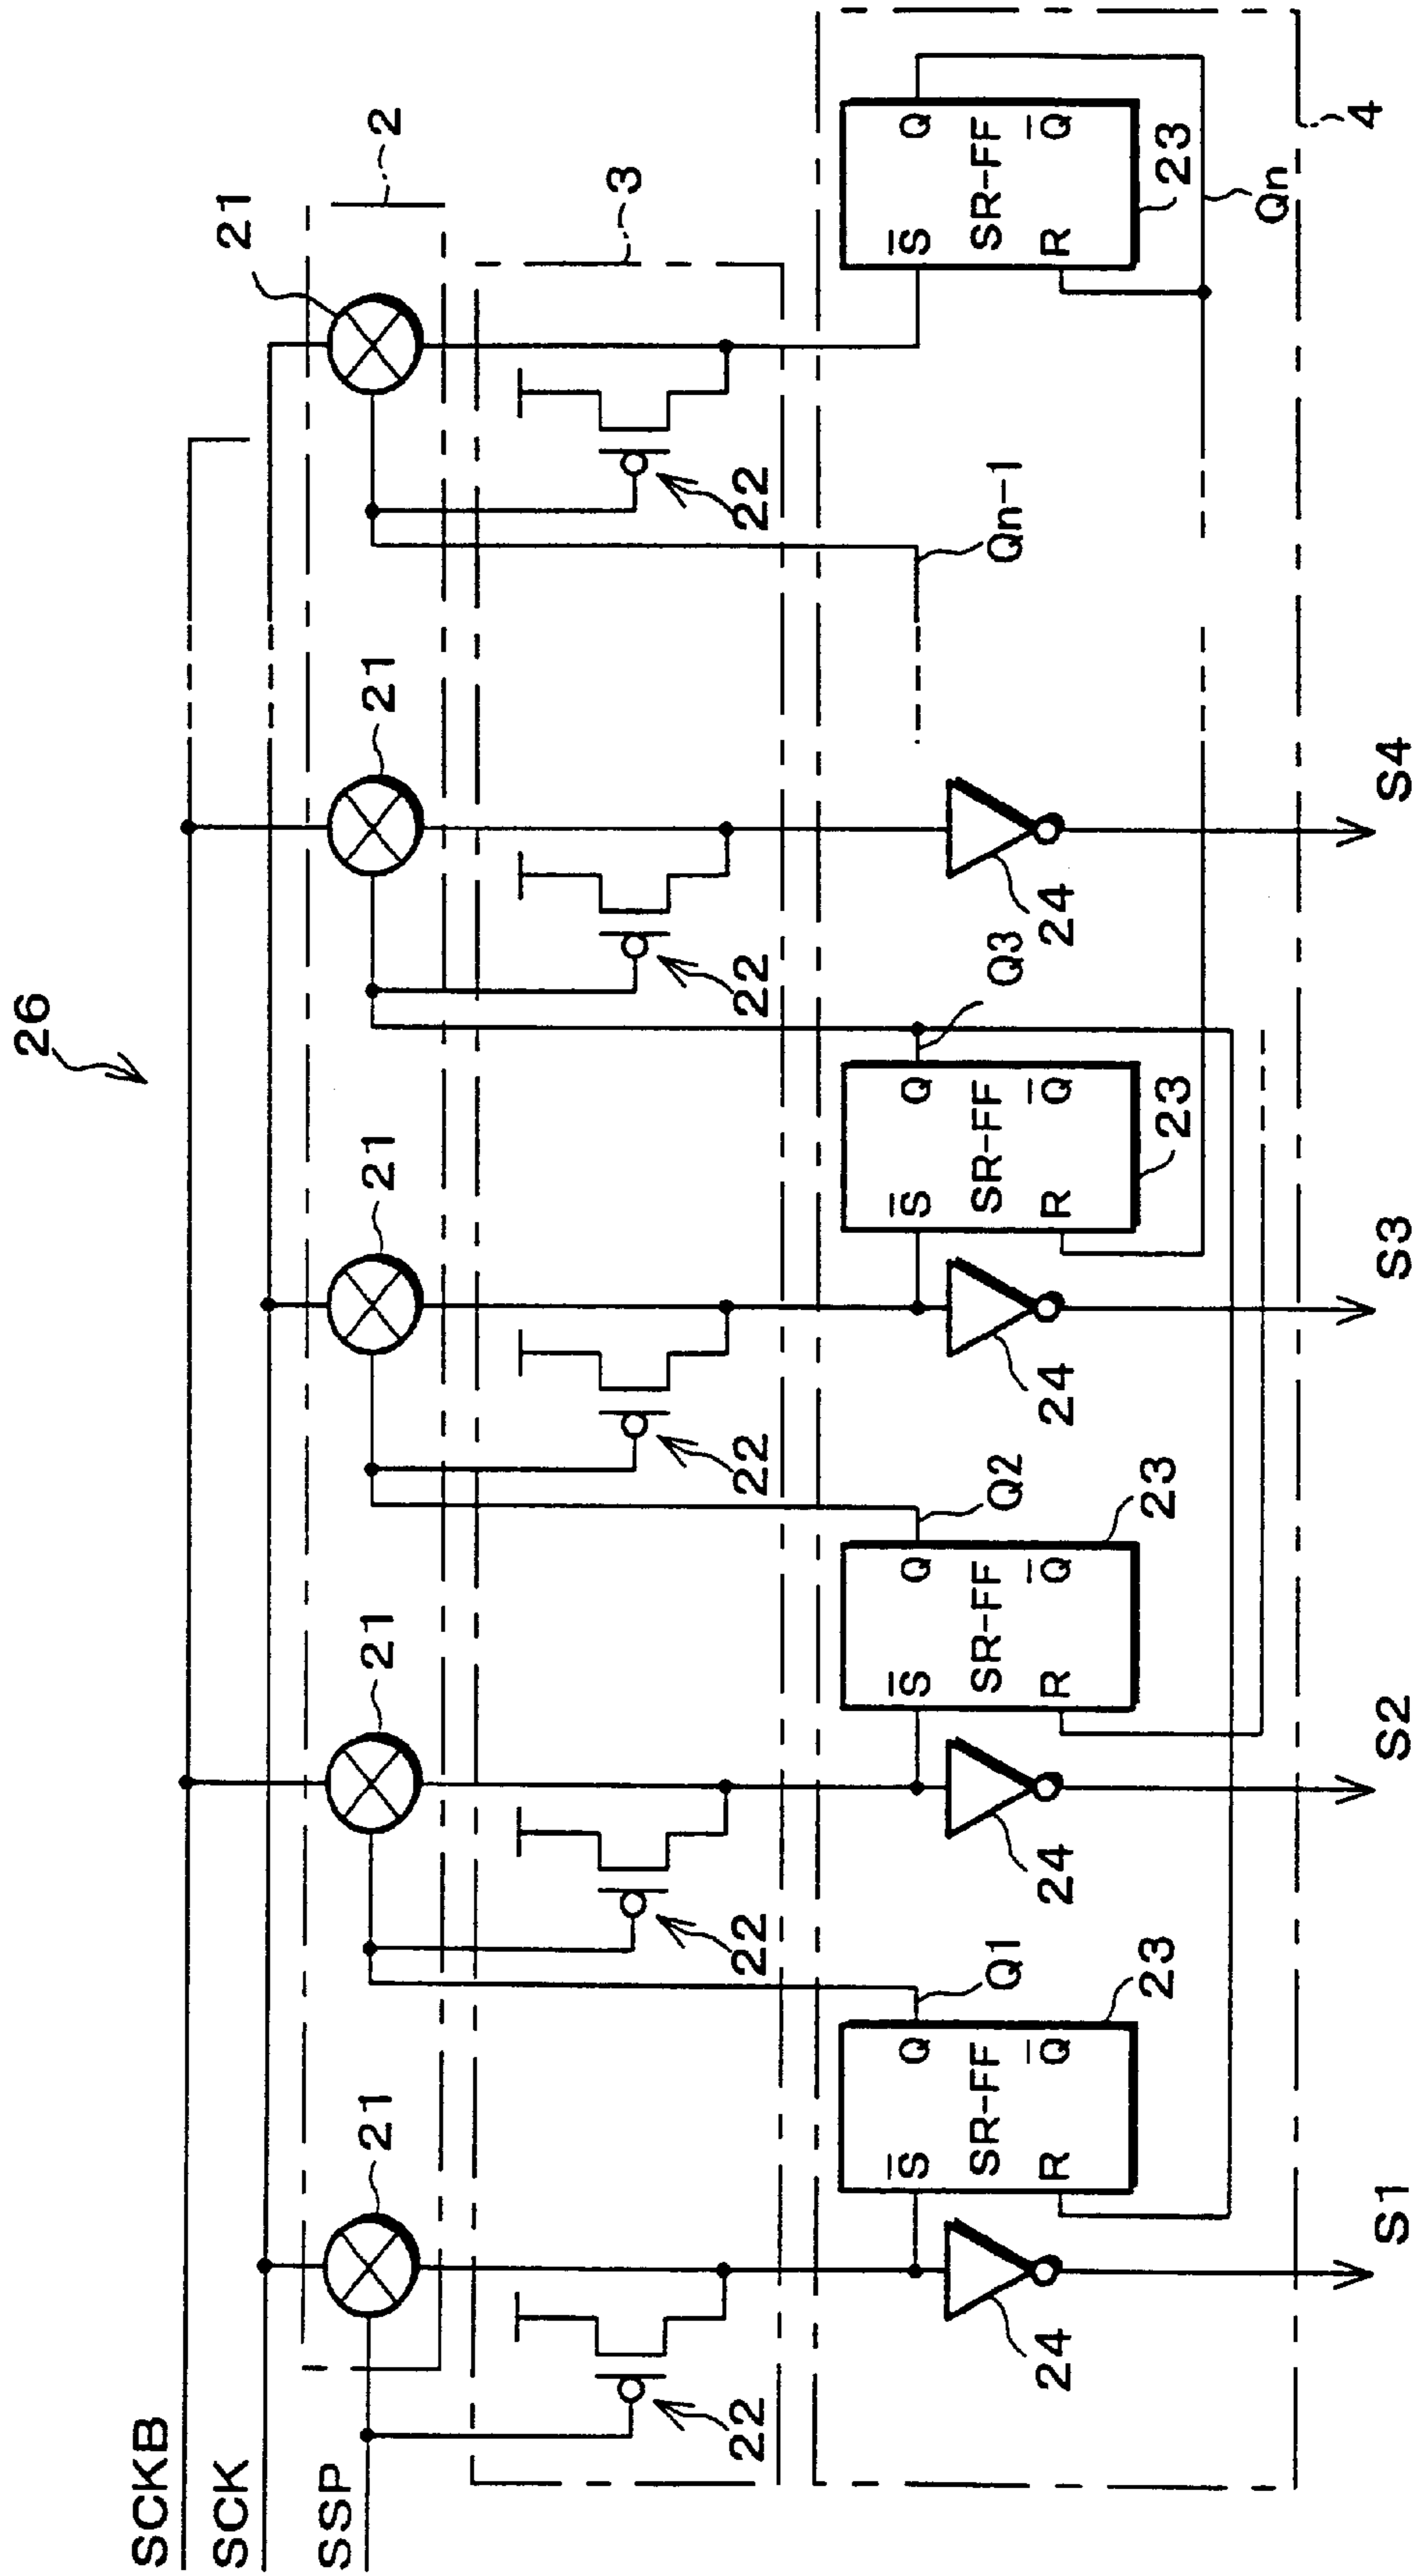 26
SCKB
SCK
SSP
21
21
21
21
21
2
22
22
22
22
22
3
S̅
Q
SR-FF
R
Q̅
23
Q1
S̅
Q
SR-FF
R
Q̅
23
Q2
S̅
Q
SR-FF
R
Q̅
23
Q3
Qn-1
S̅
Q
SR-FF
R
Q̅
23
Qn
4
24
24
24
24
S1
S2
S3
S4